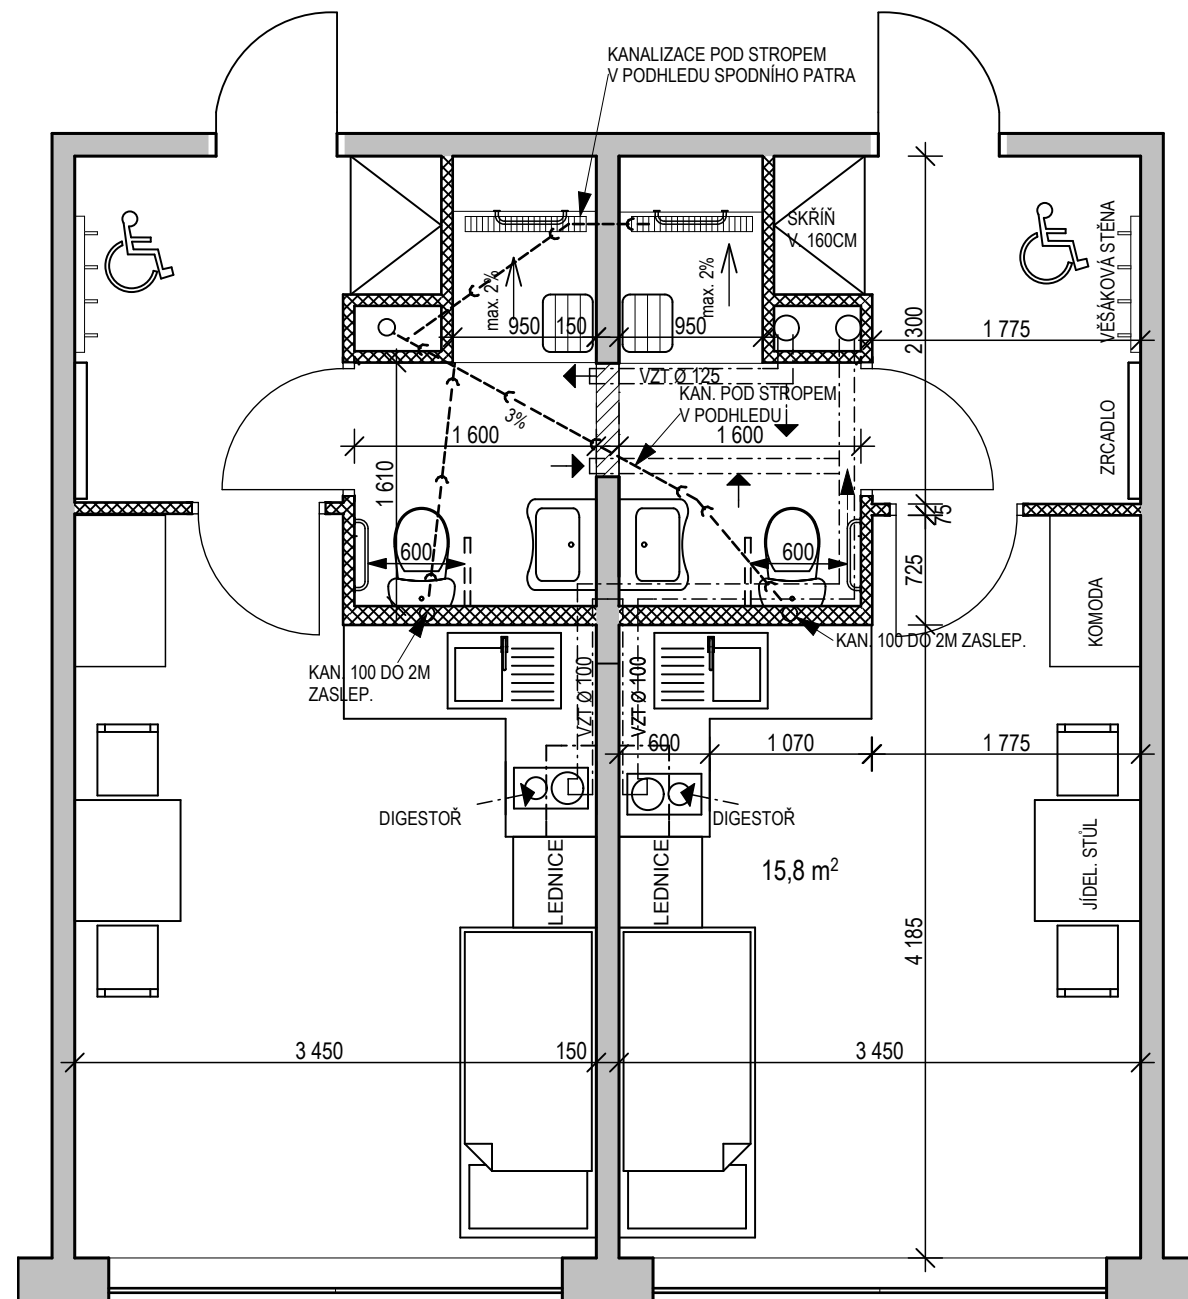 KANALIZACE POD STROPEM
V PODHLEDU SPODNÍHO PATRA
SKŘÍŇ
V. 160CM
VĚŠÁKOVÁ STĚNA
max. 2%
max. 2%
950
150
950
2 300
1 775
VZT Ø 125
KAN. POD STROPEM
V PODHLEDU
3%
1 600
1 600
ZRCADLO
1 610
75
600
600
725
KOMODA
KAN. 100 DO 2M
ZASLEP.
KAN. 100 DO 2M ZASLEP.
VZT Ø 100
VZT Ø 100
600
1 070
1 775
DIGESTOŘ
DIGESTOŘ
LEDNICE
LEDNICE
15,8 m²
JÍDEL. STŮL
4 185
3 450
150
3 450